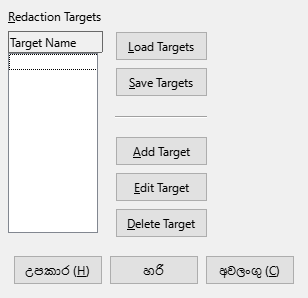 Redaction Targets
Target Name
Load Targets
Save Targets
Add Target
Edit Target
Delete Target
උපකාර (H)
හරි
අවලංගු (C)